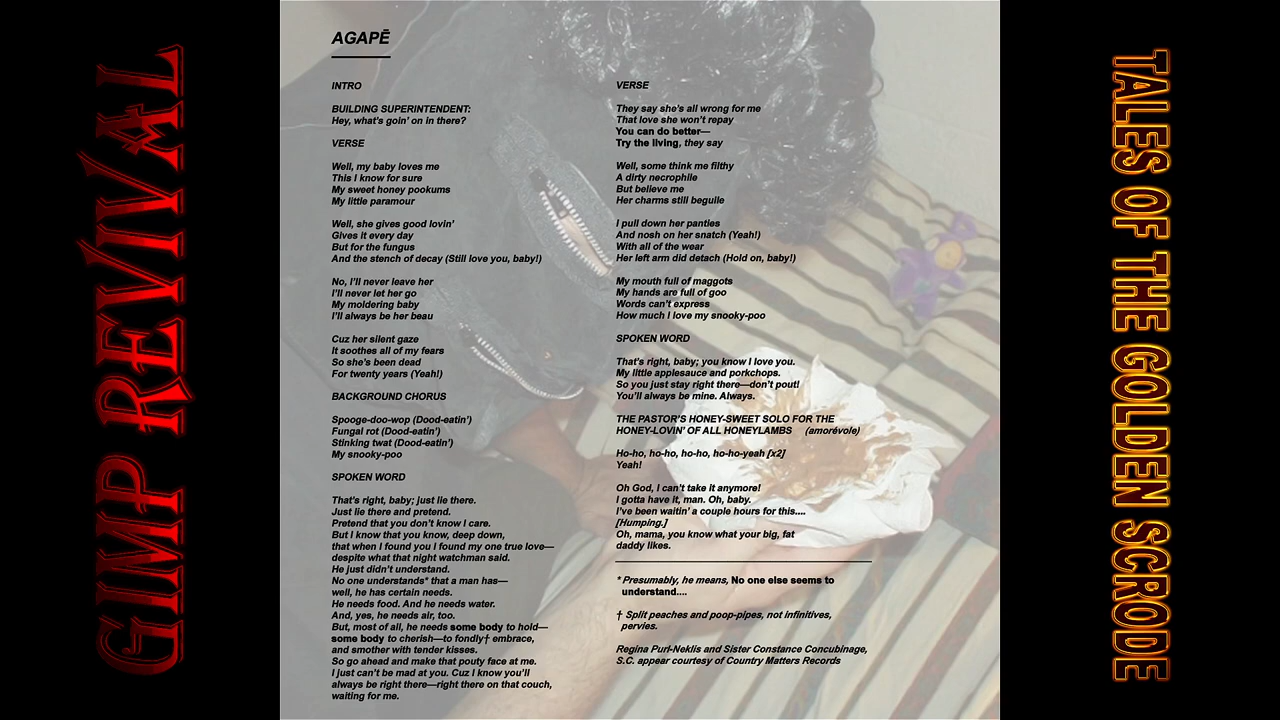 GIMP REVIVAL
AGAPĒ
INTRO
BUILDING SUPERINTENDENT:
Hey, what's goin' on in there?
VERSE
Well, my baby loves me
This I know for sure
My sweet honey pookums
My little paramour
Well, she gives good lovin'
Gives it every day
But for the fungus
And the stench of decay (Still love you, baby!)
No, I'll never leave her
I'll never let her go
My moldering baby
I'll always be her beau
Cuz her silent gaze
It soothes all of my fears
So she's been dead
For twenty years (Yeah!)
BACKGROUND CHORUS
Spooge-doo-wop (Dood-eatin')
Fungal rot (Dood-eatin')
Stinking twat (Dood-eatin')
My snooky-poo
SPOKEN WORD
That's right, baby; just lie there.
Just lie there and pretend.
Pretend that you don't know I care.
But I know that you know, deep down,
that when I found you I found my one true love—
despite what that night watchman said.
He just didn't understand.
No one understands* that a man has—
well, he has certain needs.
He needs food. And he needs water.
And, yes, he needs air, too.
But, most of all, he needs some body to hold—
some body to cherish—to fondly† embrace,
and smother with tender kisses.
So go ahead and make that pouty face at me.
I just can't be mad at you. Cuz I know you'll
always be right there—right there on that couch,
waiting for me.
VERSE
They say she's all wrong for me
That love she won't repay
You can do better—
Try the living, they say
Well, some think me filthy
A dirty necrophile
But believe me
Her charms still beguile
I pull down her panties
And nosh on her snatch (Yeah!)
With all of the wear
Her left arm did detach (Hold on, baby!)
My mouth full of maggots
My hands are full of goo
Words can't express
How much I love my snooky-poo
SPOKEN WORD
That's right, baby; you know I love you.
My little applesauce and porkchops.
So you just stay right there—don't pout!
You'll always be mine. Always.
THE PASTOR'S HONEY-SWEET SOLO FOR THE
HONEY-LOVIN' OF ALL HONEYLAMBS (amorévole)
Ho-ho, ho-ho, ho-ho, ho-ho-yeah [x2]
Yeah!
Oh God, I can't take it anymore!
I gotta have it, man. Oh, baby.
I've been waitin' a couple hours for this....
[Humping.]
Oh, mama, you know what your big, fat
daddy likes.
* Presumably, he means, No one else seems to
understand....
† Split peaches and poop-pipes, not infinitives,
pervies.
Regina Puri-Neklis and Sister Constance Concubinage,
S.C. appear courtesy of Country Matters Records
TALES OF THE GOLDEN SCRODE